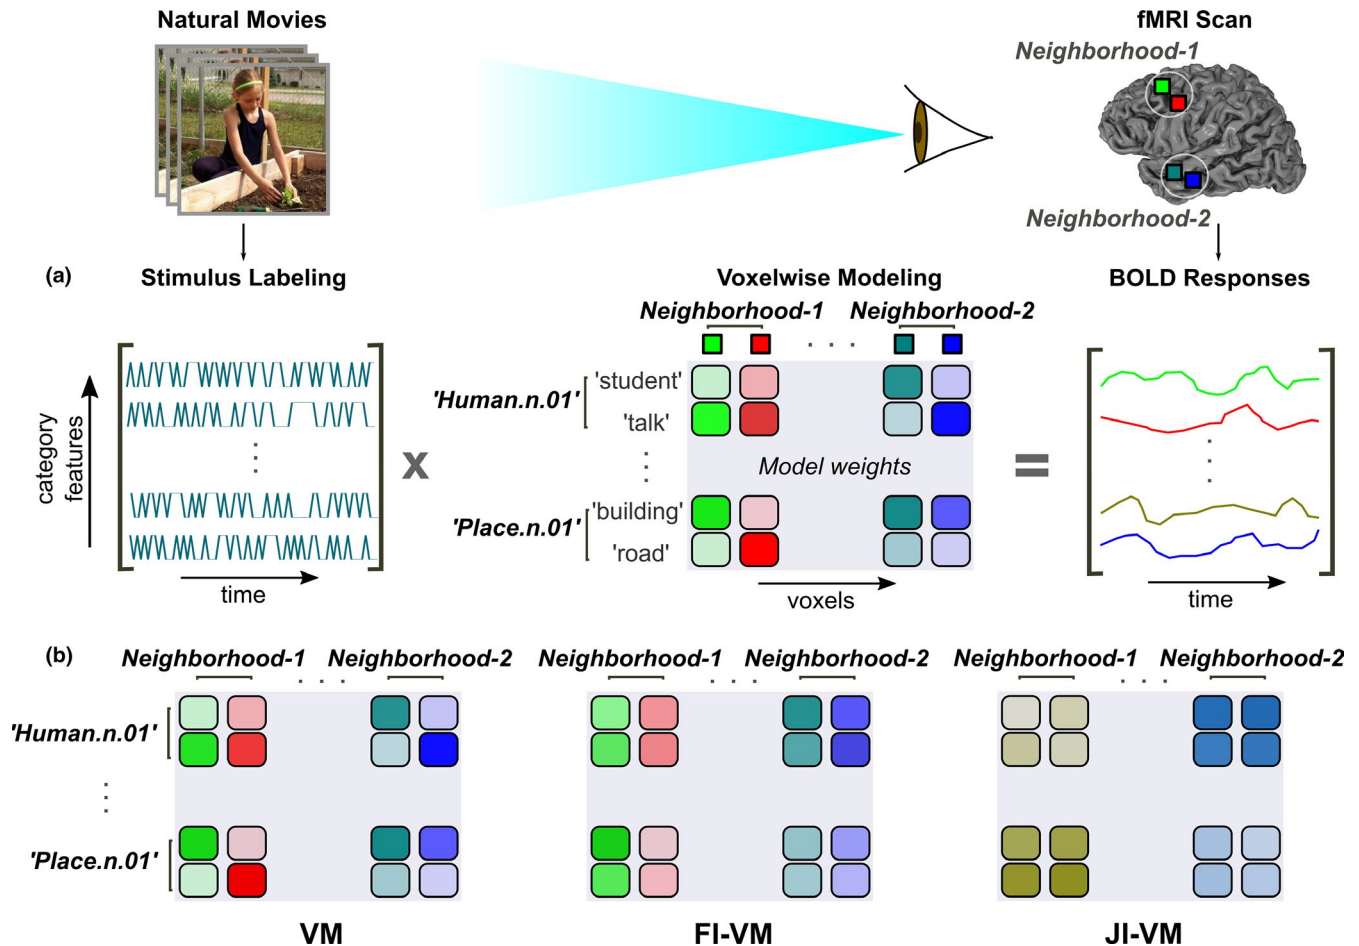 Natural Movies
fMRI Scan
Neighborhood-1
Neighborhood-2
(a)
Stimulus Labeling
Voxelwise Modeling
BOLD Responses
Neighborhood-1
Neighborhood-2
category
features
'Human.n.01'
'student'
'talk'
x
Model weights
=
'Place.n.01'
'building'
'road'
time
voxels
time
(b)
Neighborhood-1
Neighborhood-2
Neighborhood-1
Neighborhood-2
Neighborhood-1
Neighborhood-2
'Human.n.01'
'Place.n.01'
VM
FI-VM
JI-VM